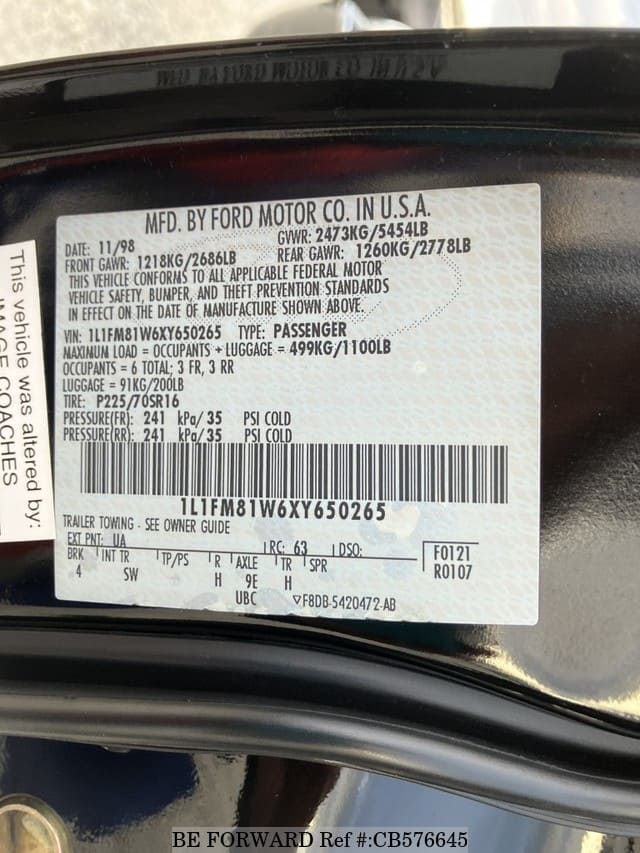 MFD. BY FORD MOTOR CO. IN U.S.A.
DATE: 11/98
GVWR: 2473KG/5454LB
FRONT GAWR: 1218KG/2686LB
REAR GAWR: 1260KG/2778LB
THIS VEHICLE CONFORMS TO ALL APPLICABLE FEDERAL MOTOR
VEHICLE SAFETY, BUMPER, AND THEFT PREVENTION STANDARDS
IN EFFECT ON THE DATE OF MANUFACTURE SHOWN ABOVE.
VIN: 1L1FM81W6XY650265 TYPE: PASSENGER
MAXIMUM LOAD = OCCUPANTS + LUGGAGE = 499KG/1100LB
OCCUPANTS = 6 TOTAL; 3 FR, 3 RR
LUGGAGE = 91KG/200LB
TIRE: P225/70SR16
PRESSURE(FR): 241 kPa/35 PSI COLD
PRESSURE(RR): 241 kPa/35 PSI COLD
1L1FM81W6XY650265
TRAILER TOWING - SEE OWNER GUIDE
EXT PNT: UA RC: 63 DSO: F0121
BRK INT TR TP/PS R AXLE TR SPR R0107
4 SW H 9E H
UBC ▽F8DB-5420472-AB
This vehicle was altered by:
IMAGE COACHES
BE FORWARD Ref #:CB576645